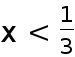 x < 1/3